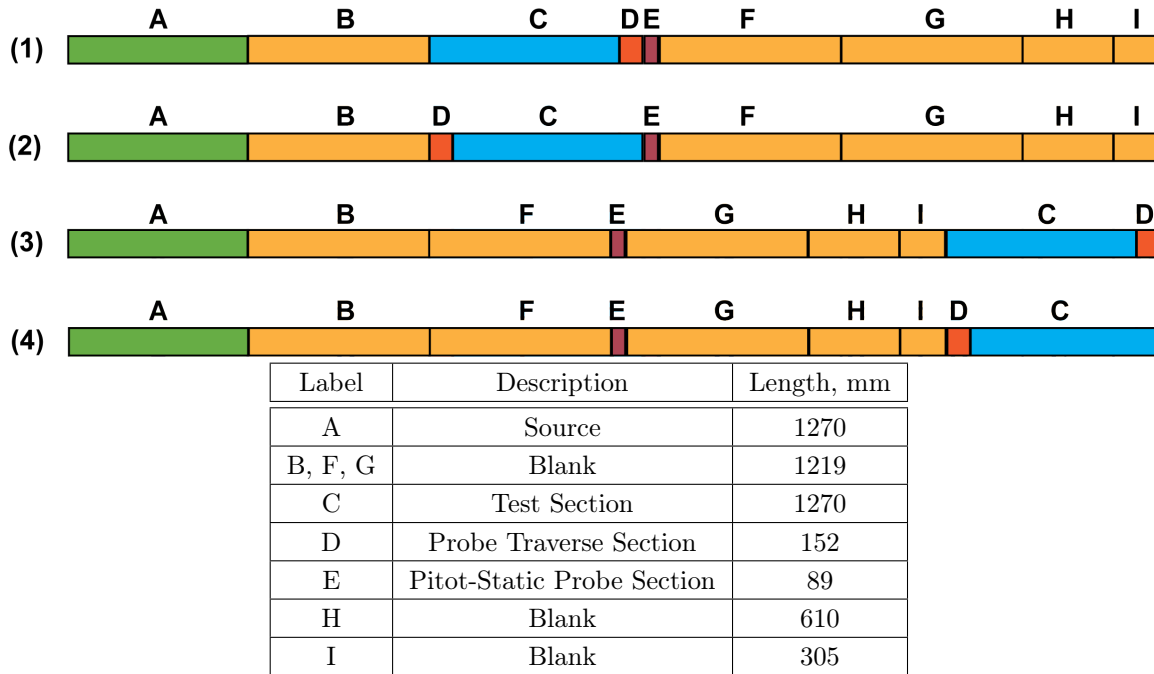 A B C D E F G H I
(1)
A B D C E F G H I
(2)
A B F E G H I C D
(3)
A B F E G H I D C
(4)
Label Description Length, mm
A Source 1270
B, F, G Blank 1219
C Test Section 1270
D Probe Traverse Section 152
E Pitot-Static Probe Section 89
H Blank 610
I Blank 305